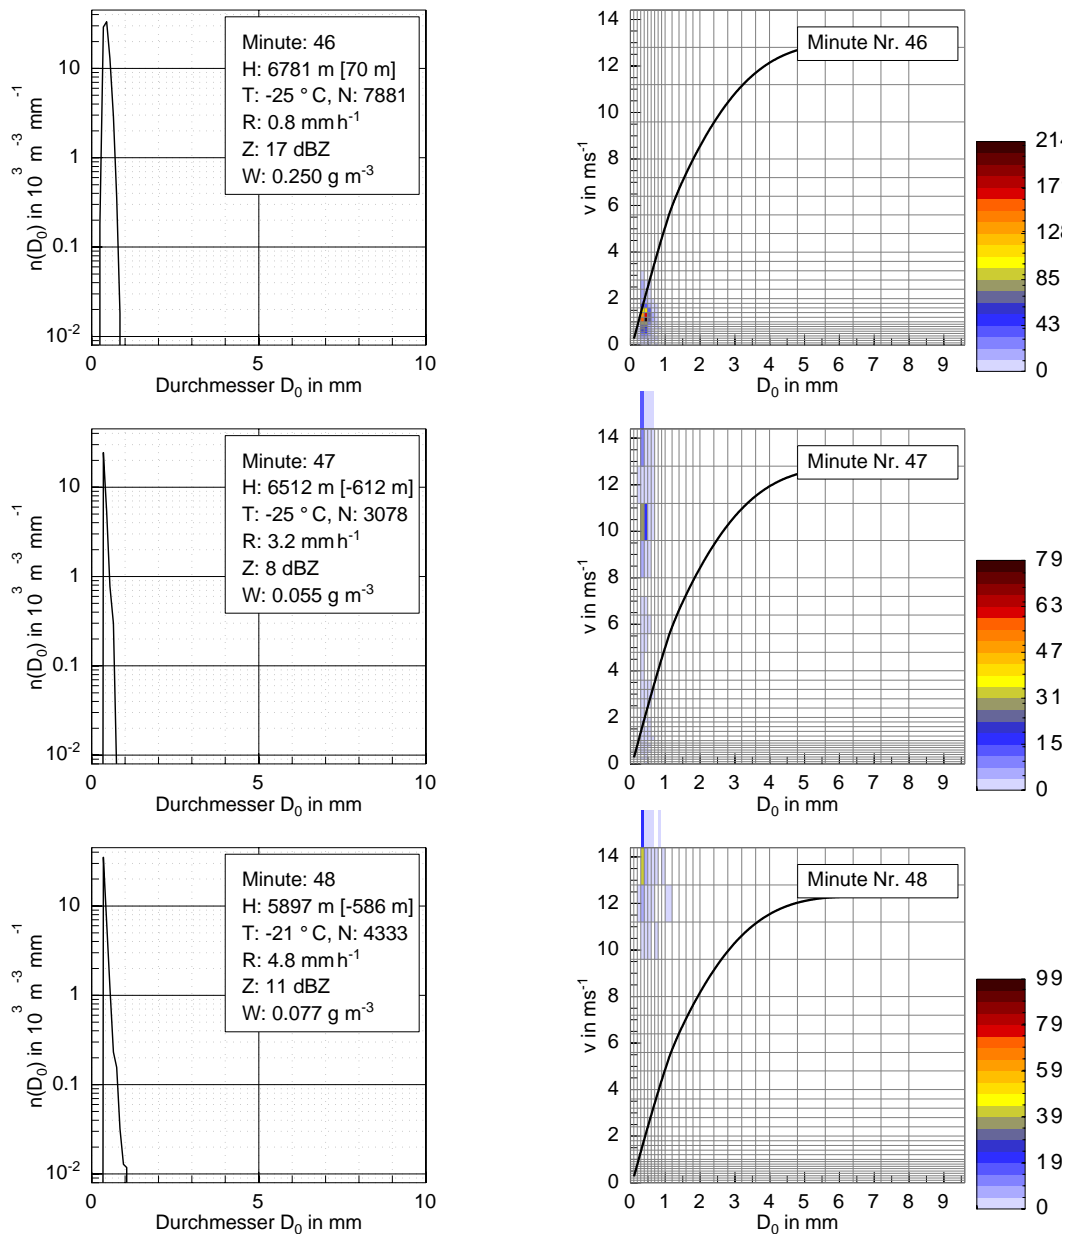 n(D₀) in 10³ m⁻³ mm⁻¹
10
1
0.1
10⁻²
0
5
10
Durchmesser D₀ in mm
Minute: 46
H: 6781 m [70 m]
T: -25 ° C, N: 7881
R: 0.8 mm h⁻¹
Z: 17 dBZ
W: 0.250 g m⁻³
v in ms⁻¹
14
12
10
8
6
4
2
0
0 1 2 3 4 5 6 7 8 9
D₀ in mm
Minute Nr. 46
17
85
43
0
n(D₀) in 10³ m⁻³ mm⁻¹
10
1
0.1
10⁻²
0
5
10
Durchmesser D₀ in mm
Minute: 47
H: 6512 m [-612 m]
T: -25 ° C, N: 3078
R: 3.2 mm h⁻¹
Z: 8 dBZ
W: 0.055 g m⁻³
v in ms⁻¹
14
12
10
8
6
4
2
0
0 1 2 3 4 5 6 7 8 9
D₀ in mm
Minute Nr. 47
79
63
47
31
15
0
n(D₀) in 10³ m⁻³ mm⁻¹
10
1
0.1
10⁻²
0
5
10
Durchmesser D₀ in mm
Minute: 48
H: 5897 m [-586 m]
T: -21 ° C, N: 4333
R: 4.8 mm h⁻¹
Z: 11 dBZ
W: 0.077 g m⁻³
v in ms⁻¹
14
12
10
8
6
4
2
0
0 1 2 3 4 5 6 7 8 9
D₀ in mm
Minute Nr. 48
99
79
59
39
19
0